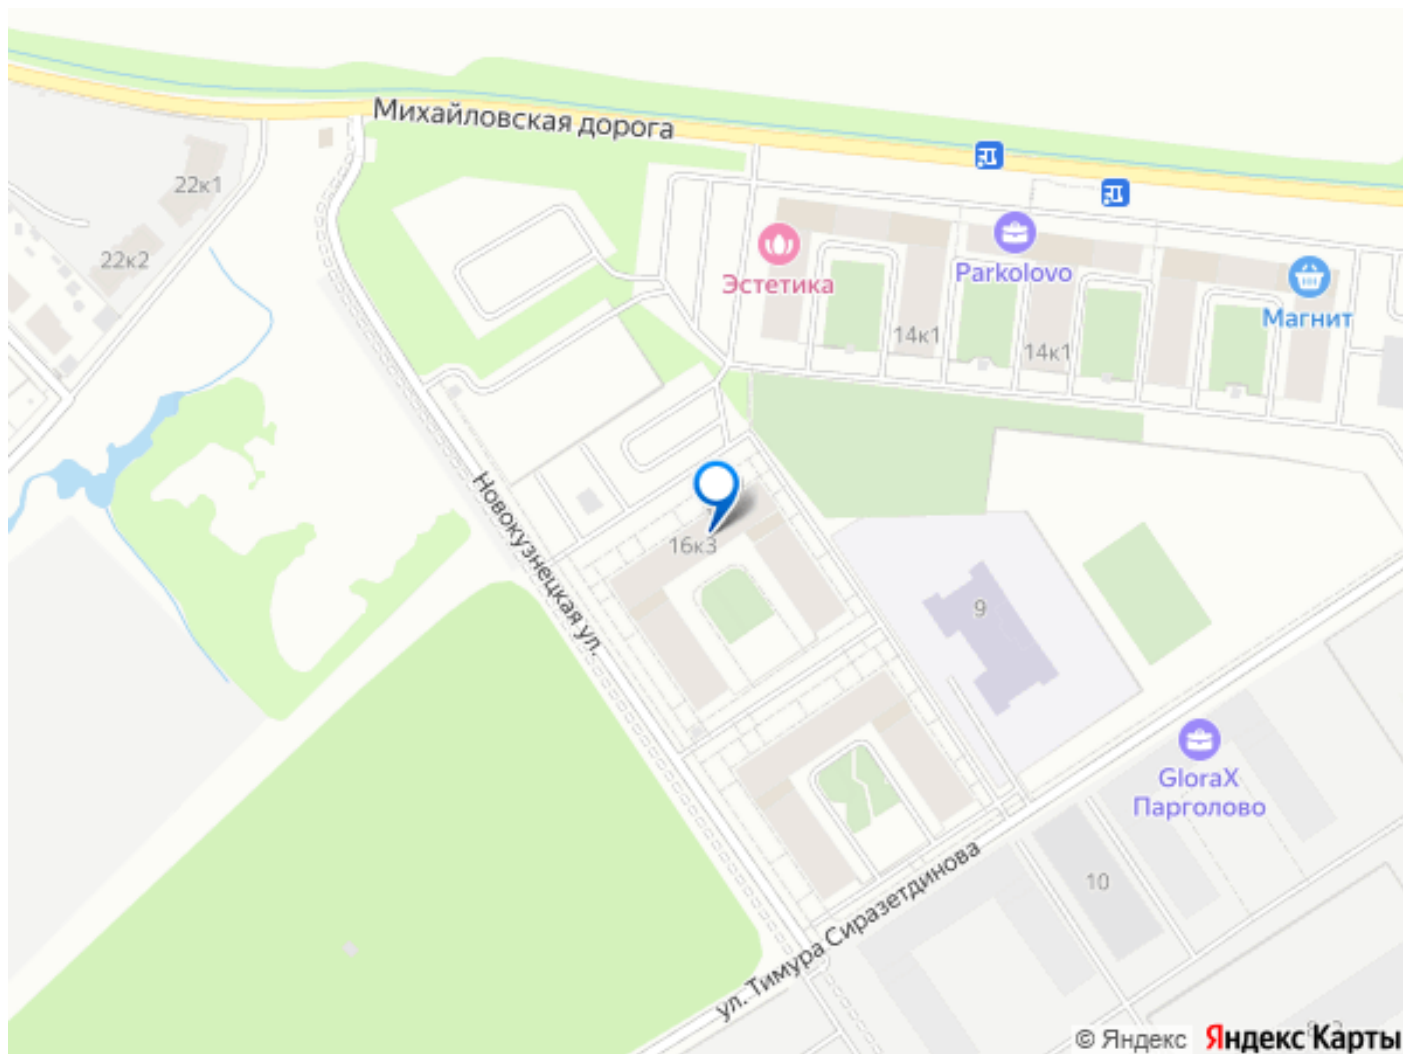 Михайловская дорога
22к1
22к2
Эстетика
Parkolovo
Магнит
14к1
14к1
Новокузнецкая ул.
16к3
9
GloraX
Парголово
10
ул. Тимура Сиразетдинова
© Яндекс
Яндекс Карты